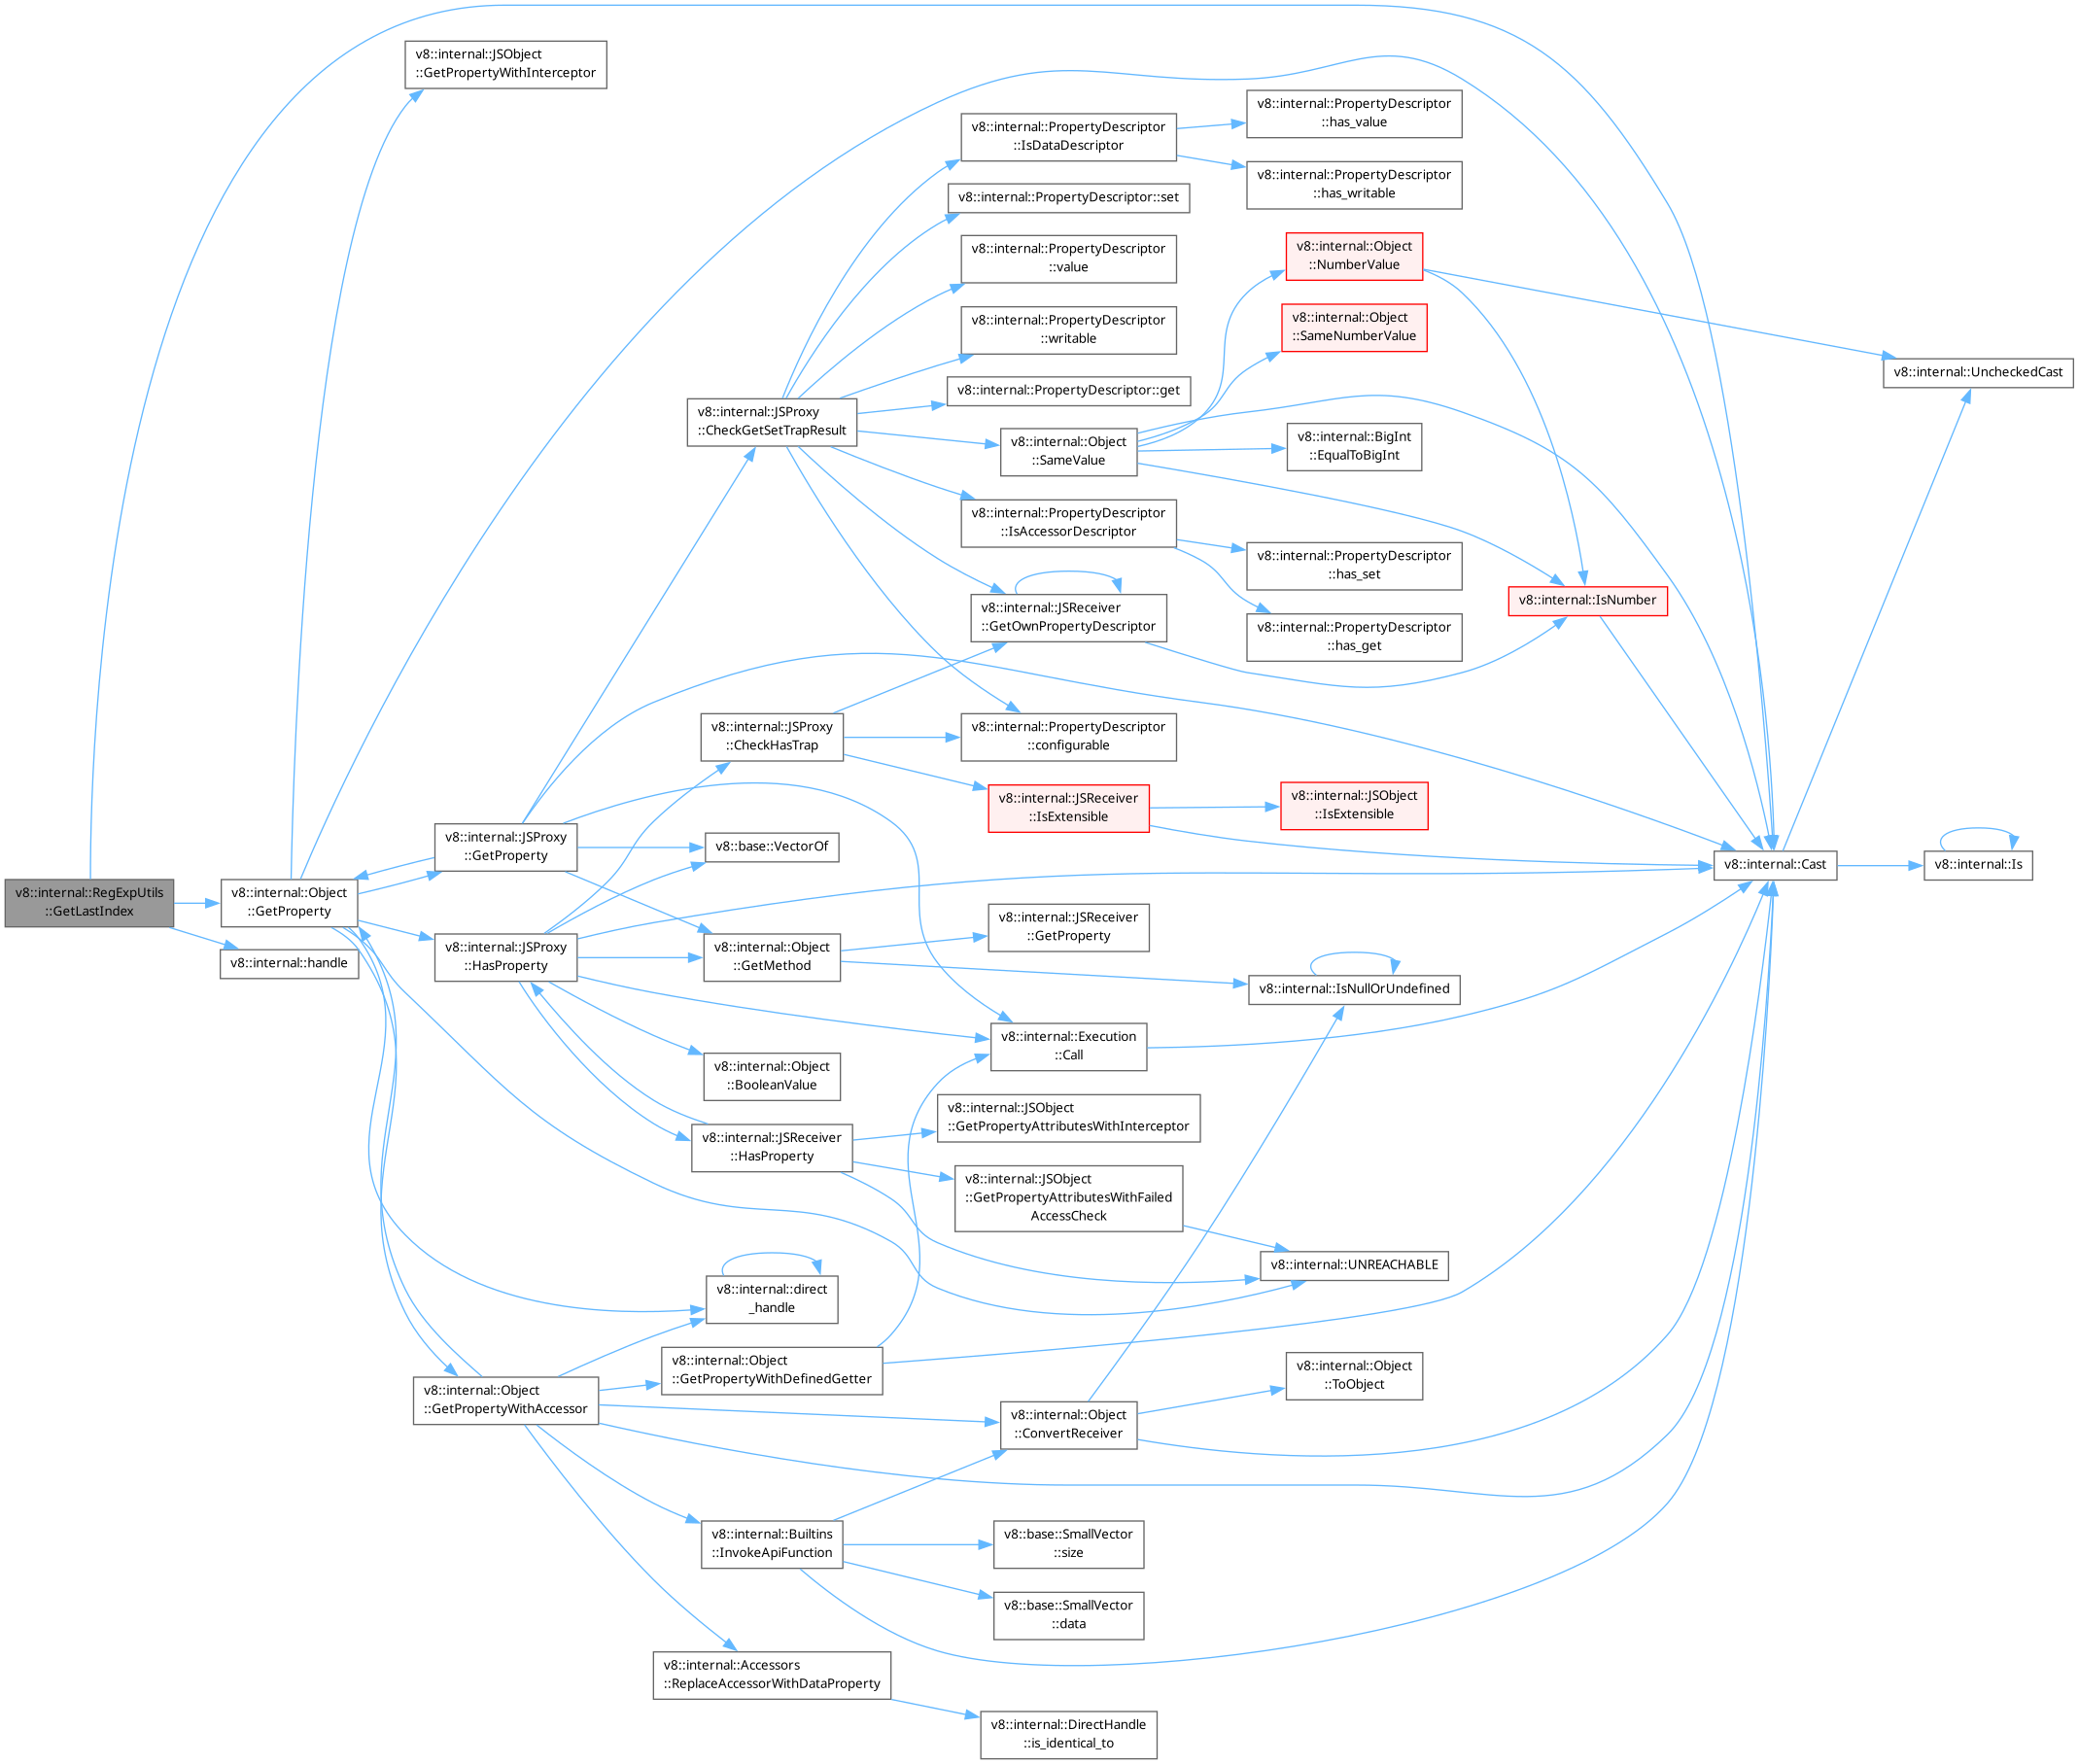 v8::internal::RegExpUtils
::GetLastIndex
v8::internal::JSObject
::GetPropertyWithInterceptor
v8::internal::Object
::GetProperty
v8::internal::handle
v8::internal::JSProxy
::GetProperty
v8::internal::JSProxy
::HasProperty
v8::internal::Object
::GetPropertyWithAccessor
v8::internal::JSProxy
::CheckGetSetTrapResult
v8::internal::JSProxy
::CheckHasTrap
v8::base::VectorOf
v8::internal::Object
::GetMethod
v8::internal::Object
::BooleanValue
v8::internal::JSReceiver
::HasProperty
v8::internal::direct
_handle
v8::internal::Object
::GetPropertyWithDefinedGetter
v8::internal::Builtins
::InvokeApiFunction
v8::internal::Accessors
::ReplaceAccessorWithDataProperty
v8::internal::PropertyDescriptor
::IsDataDescriptor
v8::internal::PropertyDescriptor::set
v8::internal::PropertyDescriptor
::value
v8::internal::PropertyDescriptor
::writable
v8::internal::PropertyDescriptor::get
v8::internal::Object
::SameValue
v8::internal::PropertyDescriptor
::IsAccessorDescriptor
v8::internal::JSReceiver
::GetOwnPropertyDescriptor
v8::internal::PropertyDescriptor
::configurable
v8::internal::JSReceiver
::IsExtensible
v8::internal::JSReceiver
::GetProperty
v8::internal::Execution
::Call
v8::internal::JSObject
::GetPropertyAttributesWithInterceptor
v8::internal::JSObject
::GetPropertyAttributesWithFailed
AccessCheck
v8::internal::Object
::ConvertReceiver
v8::base::SmallVector
::size
v8::base::SmallVector
::data
v8::internal::DirectHandle
::is_identical_to
v8::internal::PropertyDescriptor
::has_value
v8::internal::PropertyDescriptor
::has_writable
v8::internal::Object
::NumberValue
v8::internal::Object
::SameNumberValue
v8::internal::BigInt
::EqualToBigInt
v8::internal::PropertyDescriptor
::has_set
v8::internal::PropertyDescriptor
::has_get
v8::internal::JSObject
::IsExtensible
v8::internal::IsNullOrUndefined
v8::internal::UNREACHABLE
v8::internal::Object
::ToObject
v8::internal::IsNumber
v8::internal::Cast
v8::internal::UncheckedCast
v8::internal::Is